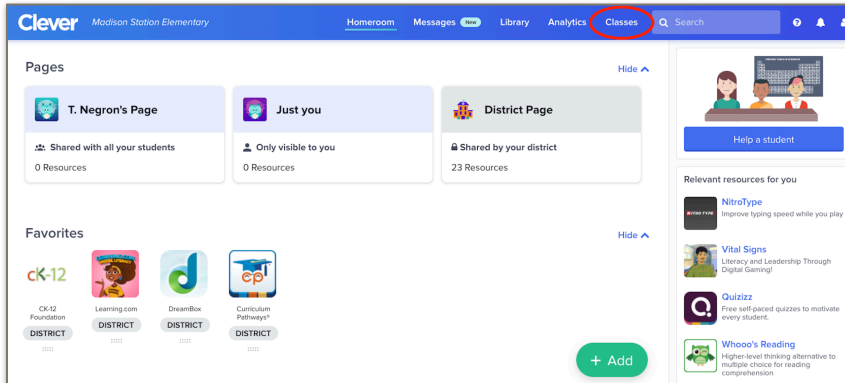 Clever Madison Station Elementary Homeroom Messages New Library Analytics Classes Search
Pages
Hide
T. Negron's Page
Shared with all your students
0 Resources
Just you
Only visible to you
0 Resources
District Page
Shared by your district
23 Resources
Favorites
Hide
cK-12
CK-12
Foundation
DISTRICT
Learning.com
DISTRICT
DreamBox
DISTRICT
cp
Curriculum
Pathways®
DISTRICT
+ Add
Help a student
Relevant resources for you
NITRO TYPE
NitroType
Improve typing speed while you play
Vital Signs
Literacy and Leadership Through
Digital Gaming!
Quizizz
Free self-paced quizzes to motivate
every student.
Whooo's Reading
Higher-level thinking alternative to
multiple choice for reading
comprehension